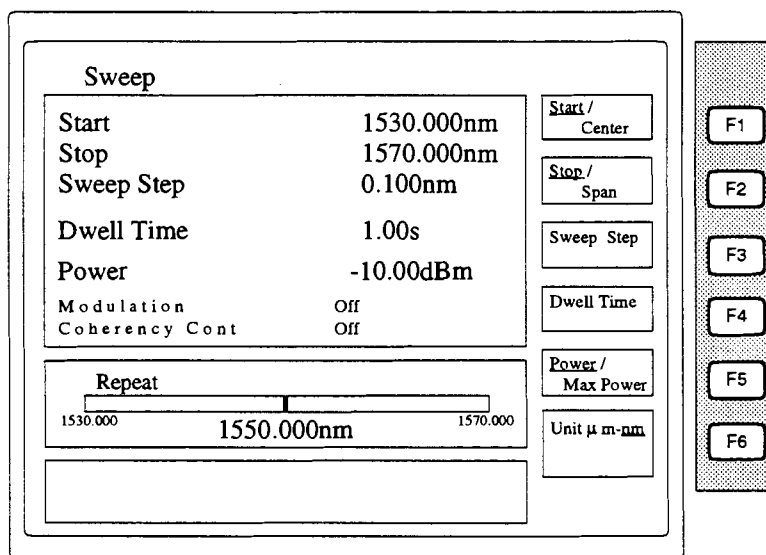 Sweep
Start 1530.000nm
Stop 1570.000nm
Sweep Step 0.100nm
Dwell Time 1.00s
Power -10.00dBm
Modulation Off
Coherency Cont Off
Repeat
1530.000 1550.000nm 1570.000
Start /
Center
Stop /
Span
Sweep Step
Dwell Time
Power /
Max Power
Unit μ m-nm
F1
F2
F3
F4
F5
F6